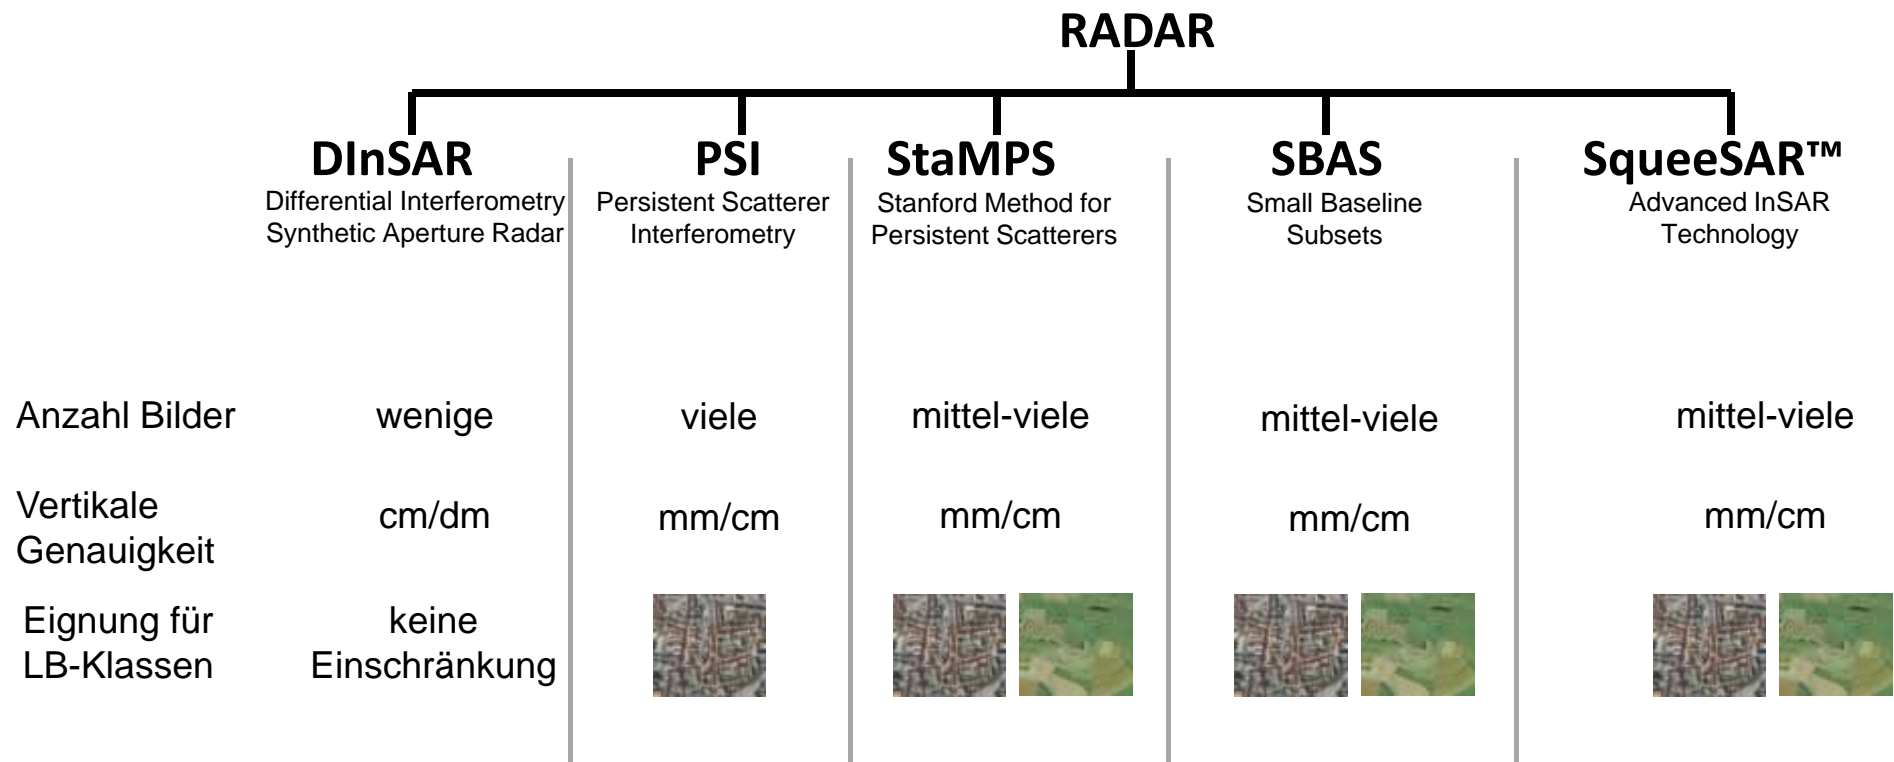 RADAR
DInSAR
Differential Interferometry
Synthetic Aperture Radar
PSI
Persistent Scatterer
Interferometry
StaMPS
Stanford Method for
Persistent Scatterers
SBAS
Small Baseline
Subsets
SqueeSAR™
Advanced InSAR
Technology
Anzahl Bilder
wenige
viele
mittel-viele
mittel-viele
mittel-viele
Vertikale
Genauigkeit
cm/dm
mm/cm
mm/cm
mm/cm
mm/cm
Eignung für
LB-Klassen
keine
Einschränkung